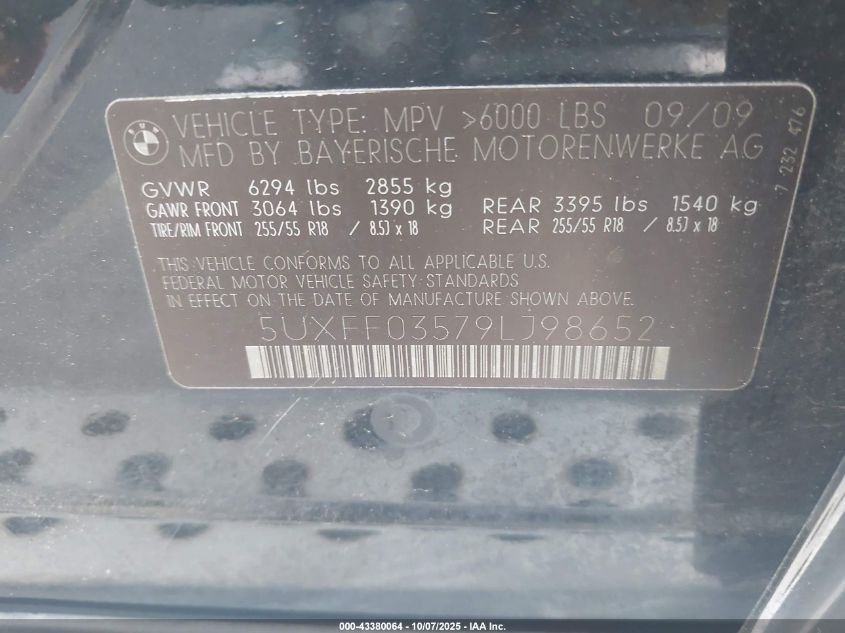 BMW
VEHICLE TYPE: MPV >6000 LBS 09/09
MFD BY BAYERISCHE MOTORENWERKE AG
7 232 476
GVWR 6294 lbs 2855 kg
GAWR FRONT 3064 lbs 1390 kg REAR 3395 lbs 1540 kg
TIRE/RIM FRONT 255/55 R18 / 8.5J x 18 REAR 255/55 R18 / 8.5J x 18
THIS VEHICLE CONFORMS TO ALL APPLICABLE U.S.
FEDERAL MOTOR VEHICLE SAFETY STANDARDS
IN EFFECT ON THE DATE OF MANUFACTURE SHOWN ABOVE.
5UXFF03579LJ98652
000-43380064 - 10/07/2025 - IAA Inc.